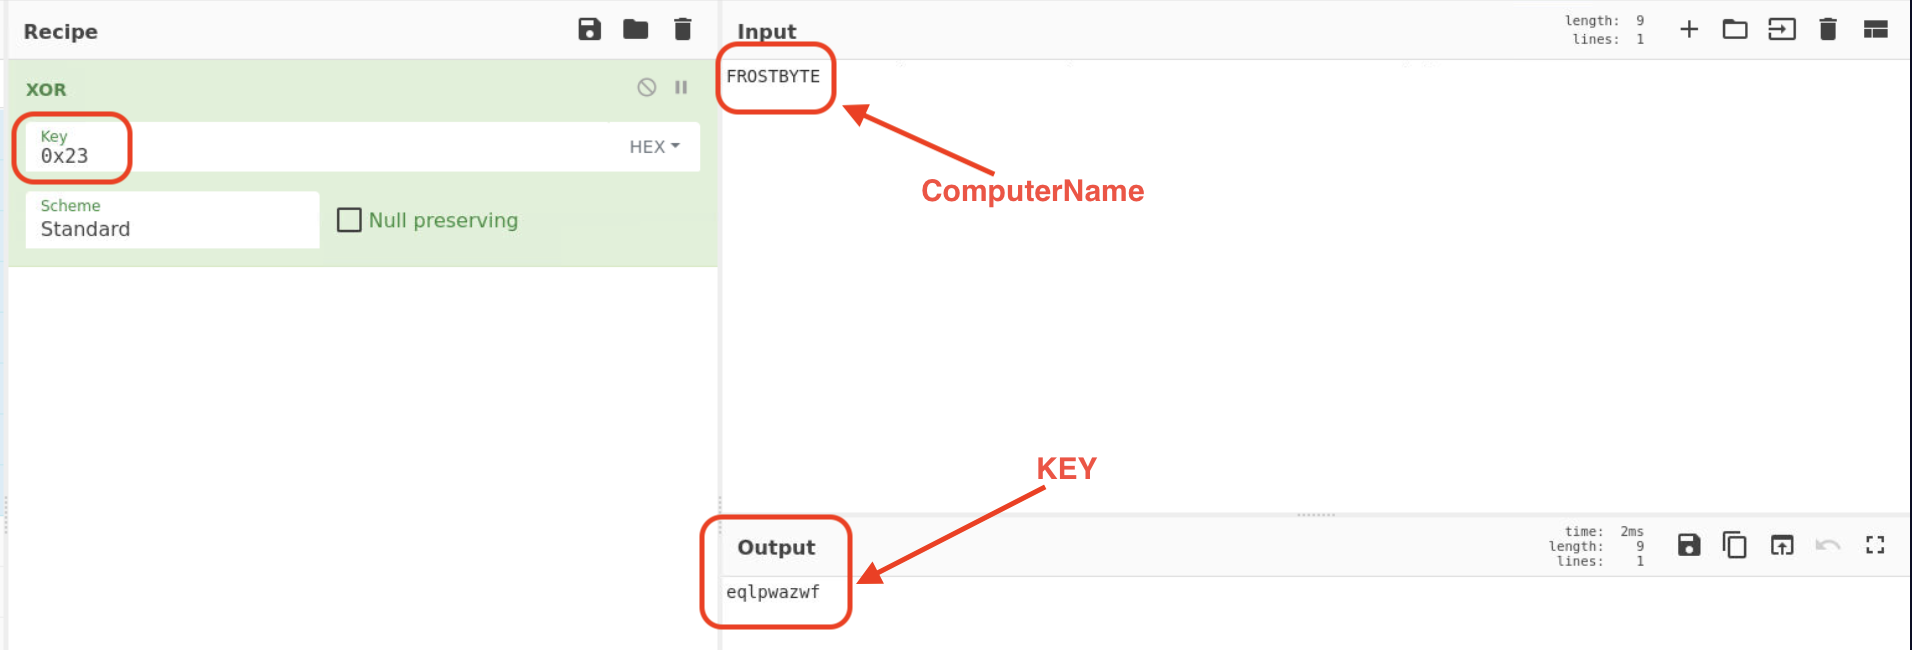 Recipe
XOR
Key
0x23
HEX
Scheme
Standard
Null preserving
Input
length: 9
lines: 1
FROSTBYTE
ComputerName
KEY
Output
time: 2ms
length: 9
lines: 1
eqlpwazwf